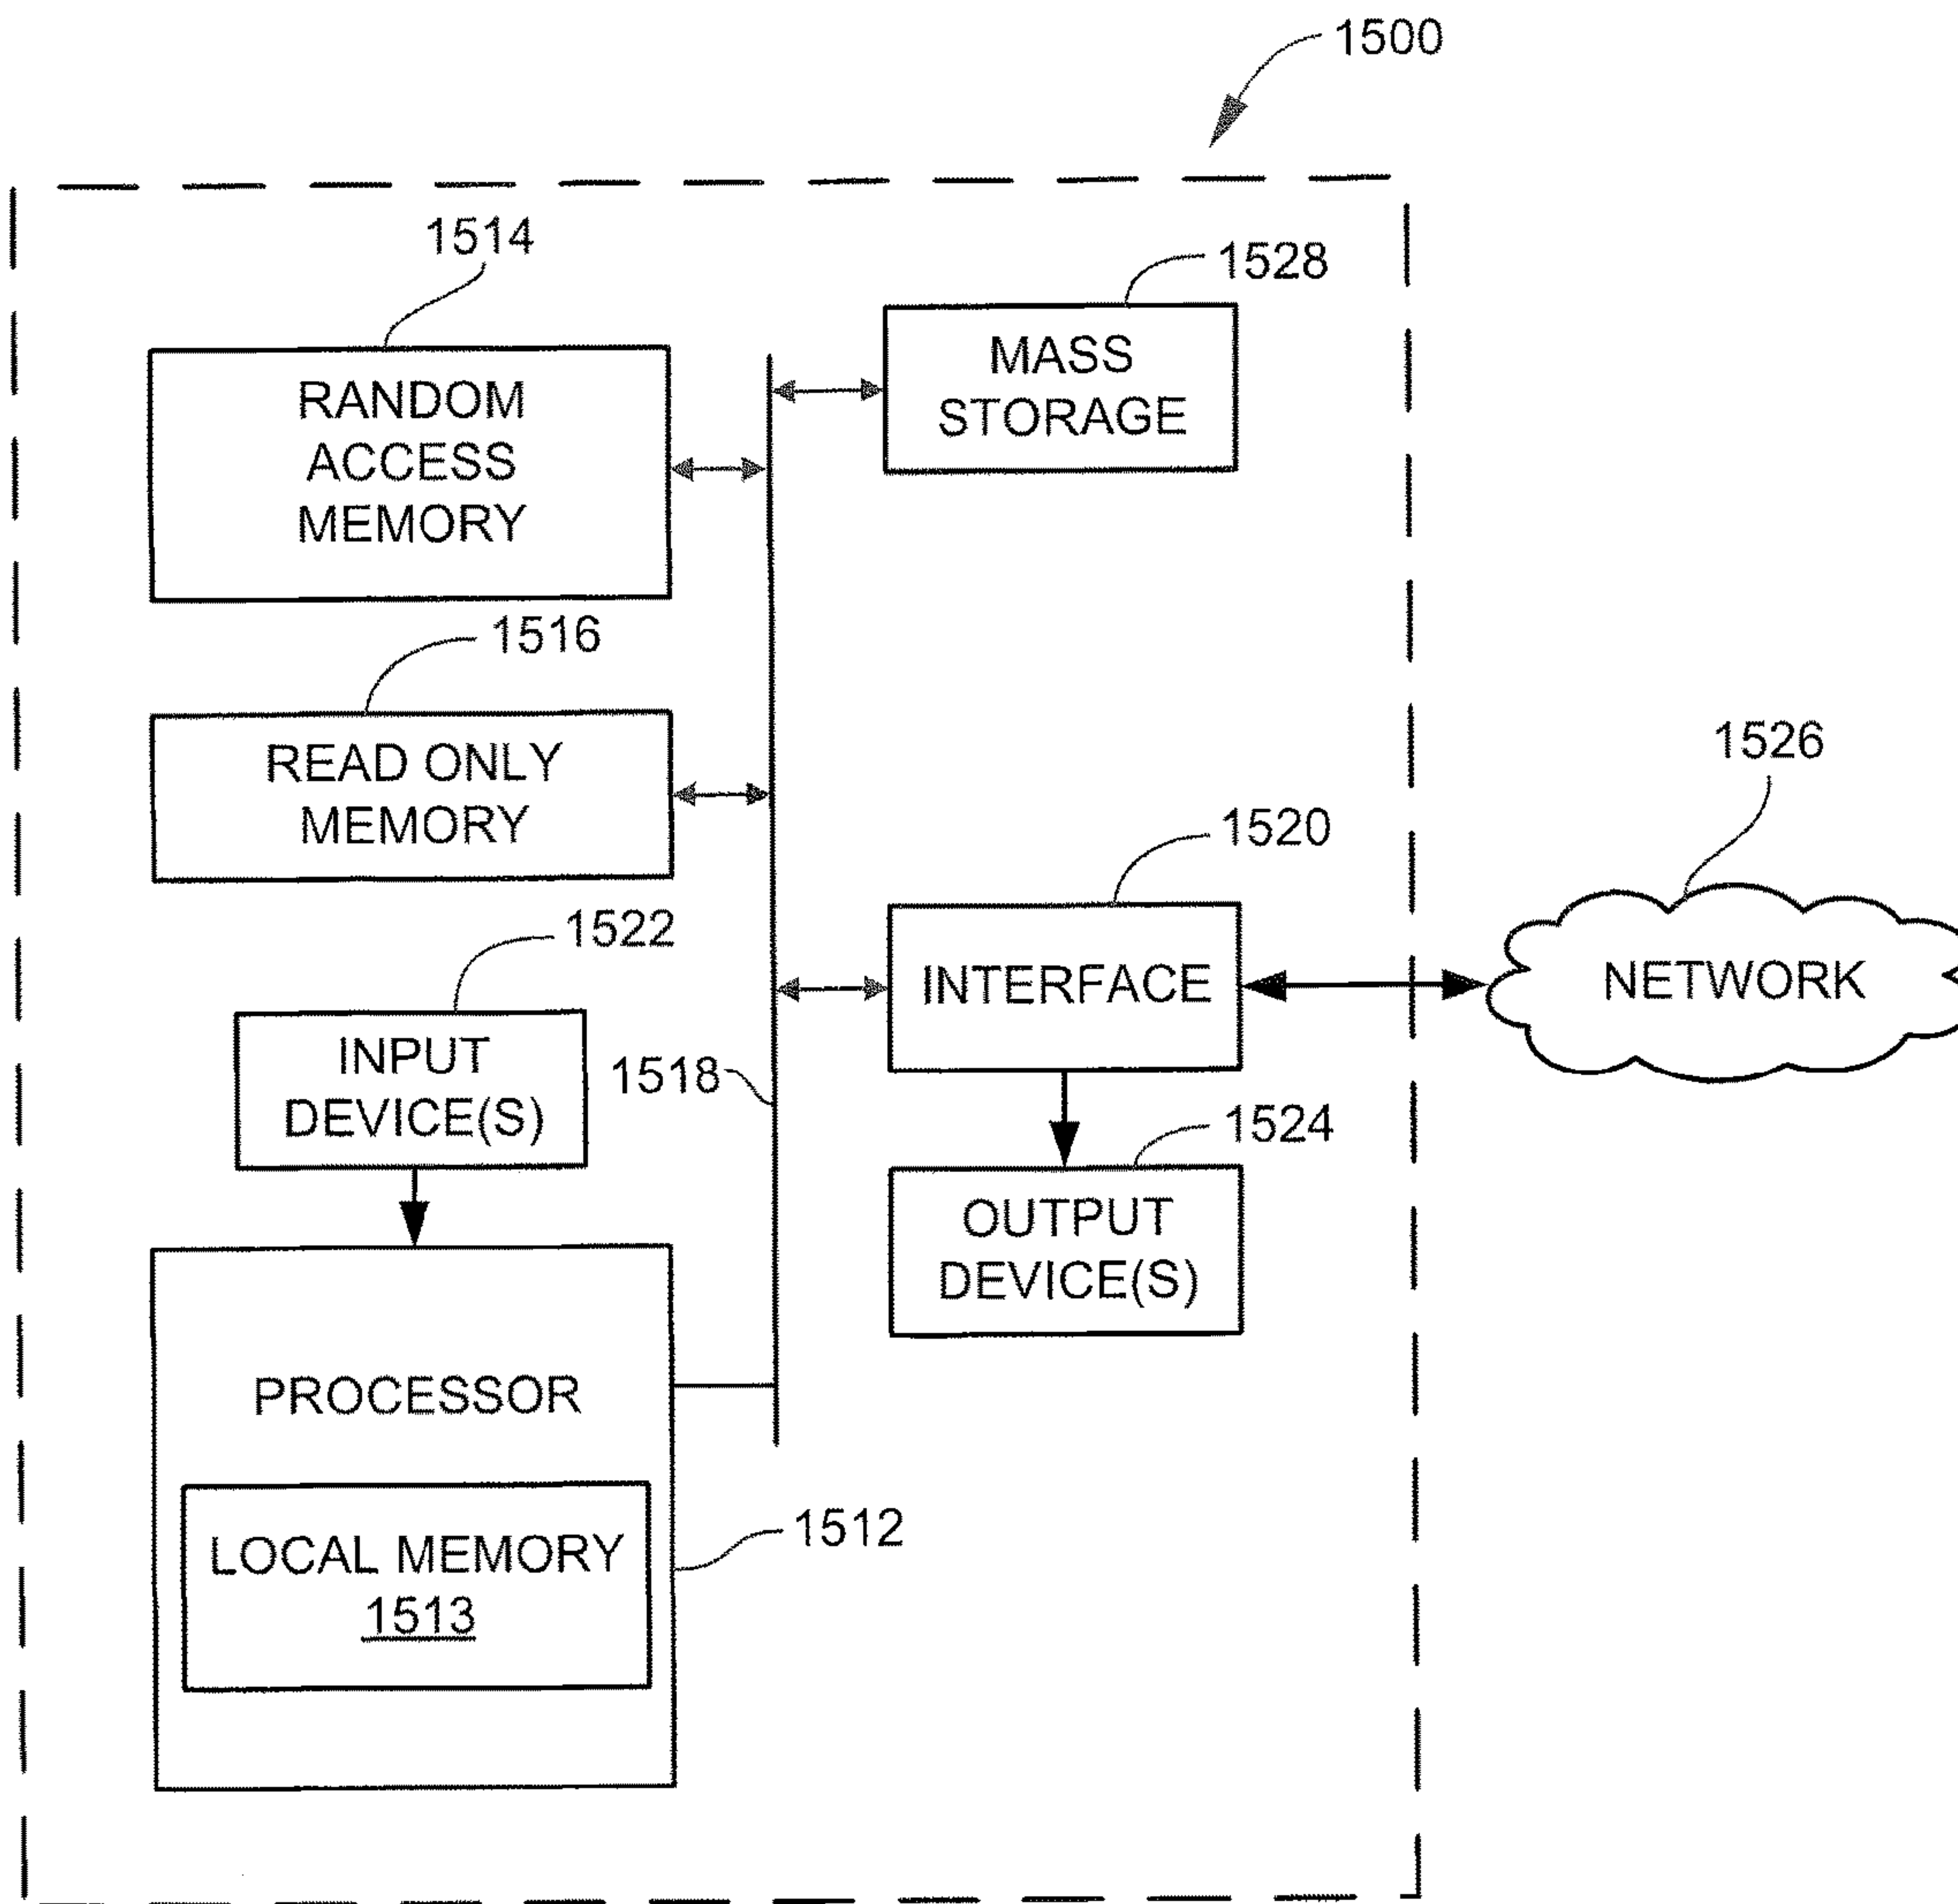 1500
1514
1528
RANDOM
ACCESS
MEMORY
MASS
STORAGE
1516
READ ONLY
MEMORY
1526
1520
1522
INTERFACE
NETWORK
INPUT
DEVICE(S)
1518
1524
OUTPUT
DEVICE(S)
PROCESSOR
1512
LOCAL MEMORY
1513